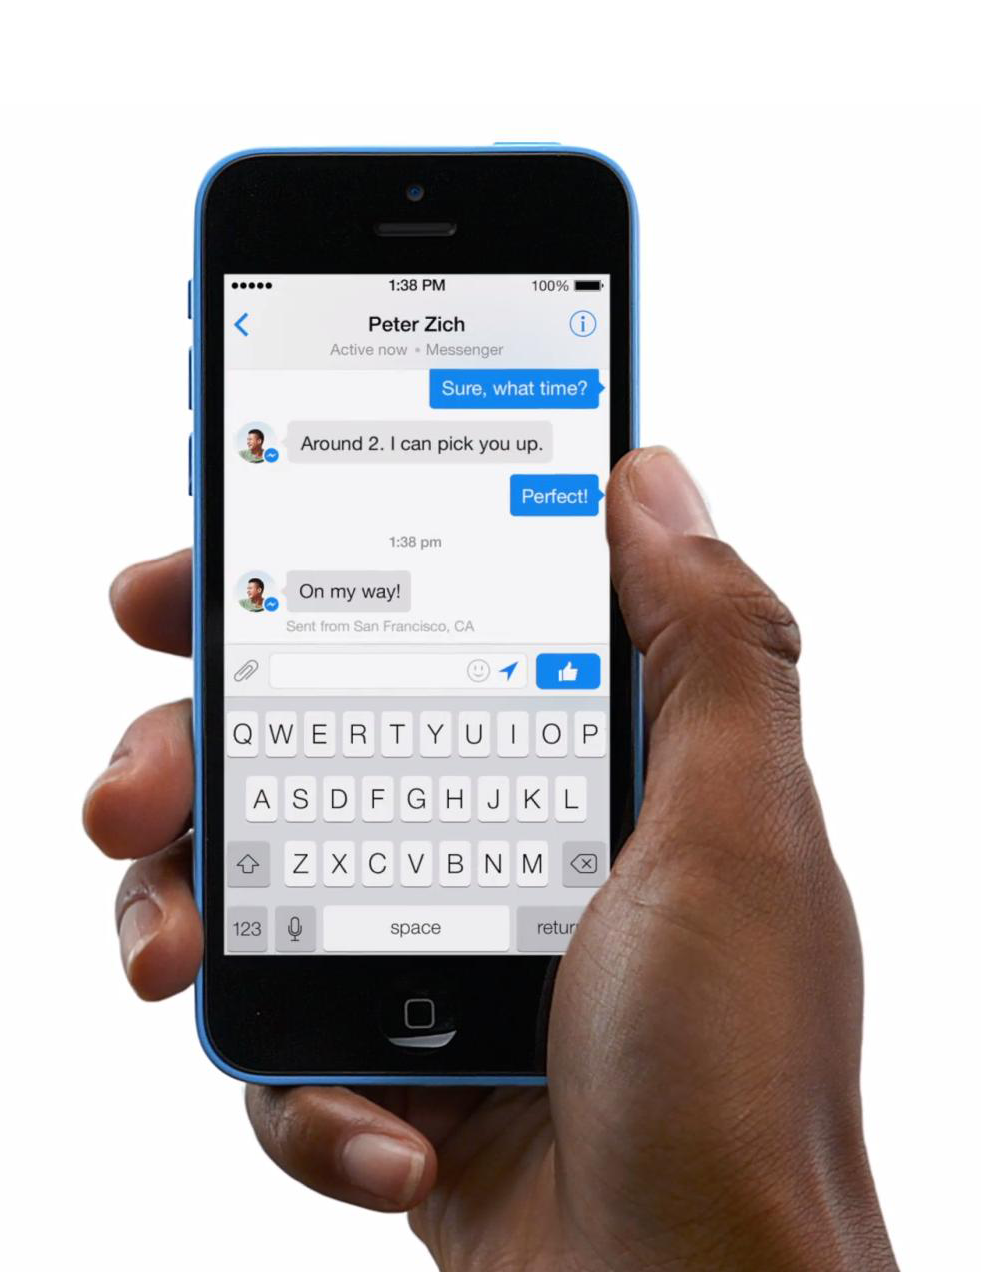 1:38 PM 100%
Peter Zich
Active now • Messenger
Sure, what time?
Around 2. I can pick you up.
Perfect!
1:38 pm
On my way!
Sent from San Francisco, CA
Q W E R T Y U I O P
A S D F G H J K L
Z X C V B N M
123 space retur